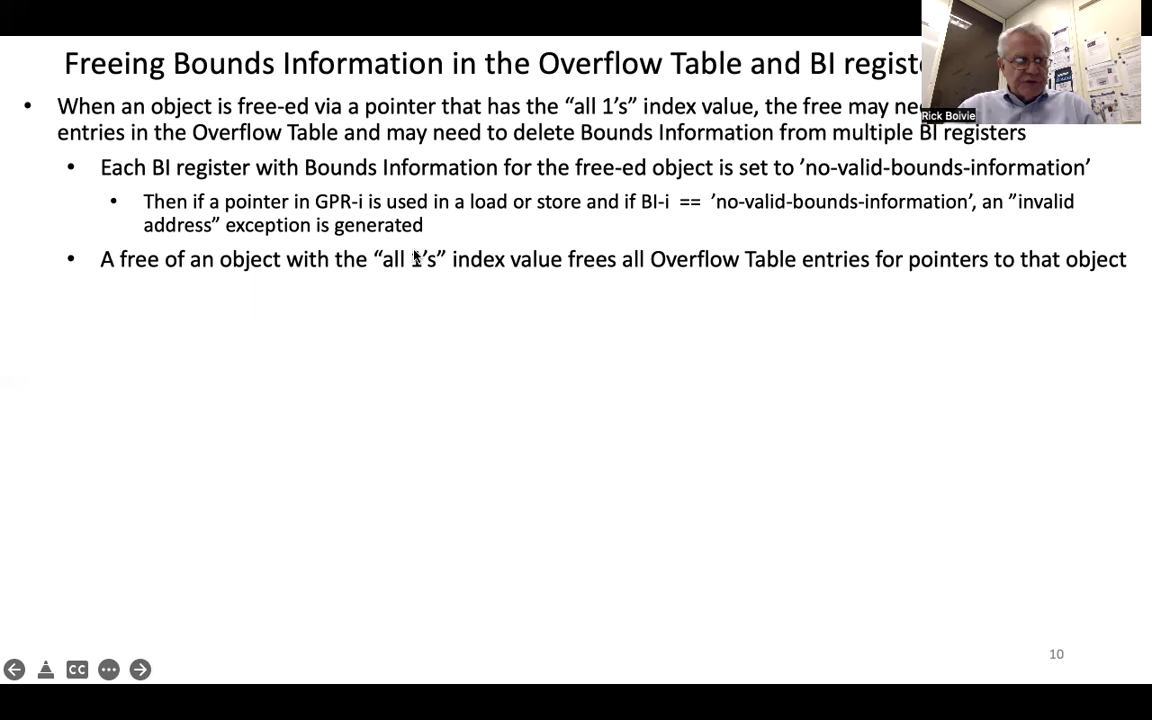 Freeing Bounds Information in the Overflow Table and BI
• When an object is free-ed via a pointer that has the “all 1’s” index value, the free may
entries in the Overflow Table and may need to delete Bounds Information from multiple BI registers
• Each BI register with Bounds Information for the free-ed object is set to ’no-valid-bounds-information’
• Then if a pointer in GPR-i is used in a load or store and if BI-i == ’no-valid-bounds-information’, an ”invalid
address” exception is generated
• A free of an object with the “all 1’s” index value frees all Overflow Table entries for pointers to that object
Rick Boivie
10
CC